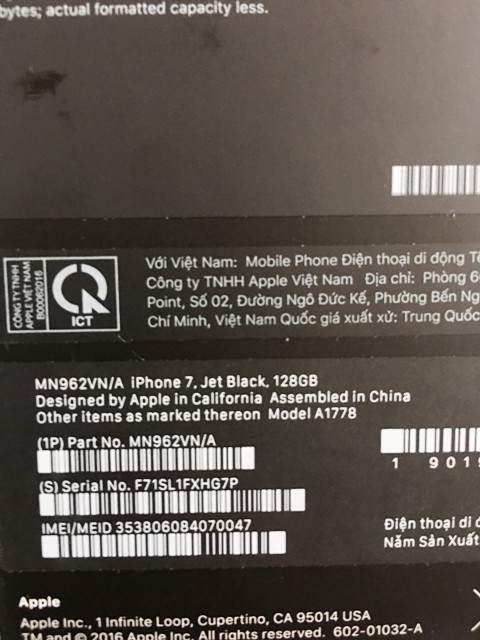 bytes; actual formatted capacity less.
CÔNG TY TNHH
APPLE VIỆT NAM
B00062016
ICT
Với Việt Nam: Mobile Phone Điện thoại di động
Công ty TNHH Apple Việt Nam Địa chỉ: Phòng
Point, Số 02, Đường Ngô Đức Kế, Phường Bến
Chí Minh, Việt Nam Quốc giá xuất xứ: Trung Quốc
MN962VN/A iPhone 7, Jet Black, 128GB
Designed by Apple in California Assembled in China
Other items as marked thereon Model A1778
(1P) Part No. MN962VN/A
(S) Serial No. F71SL1FXHG7P
1 9019
IMEI/MEID 353806084070047
Điện thoại di
Năm Sản Xuất
Apple
Apple Inc., 1 Infinite Loop, Cupertino, CA 95014 USA
TM and © 2016 Apple Inc. All rights reserved. 602-01032-A